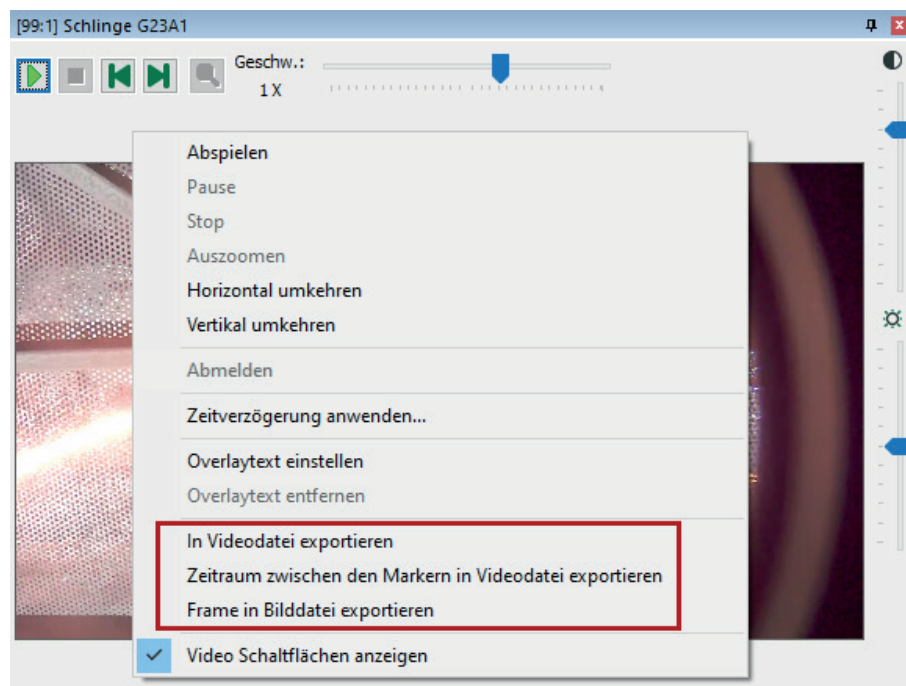 [99:1] Schlinge G23A1
Geschw.:
1 X
Abspielen
Pause
Stop
Auszoomen
Horizontal umkehren
Vertikal umkehren
Abmelden
Zeitverzögerung anwenden...
Overlaytext einstellen
Overlaytext entfernen
In Videodatei exportieren
Zeitraum zwischen den Markern in Videodatei exportieren
Frame in Bilddatei exportieren
Video Schaltflächen anzeigen